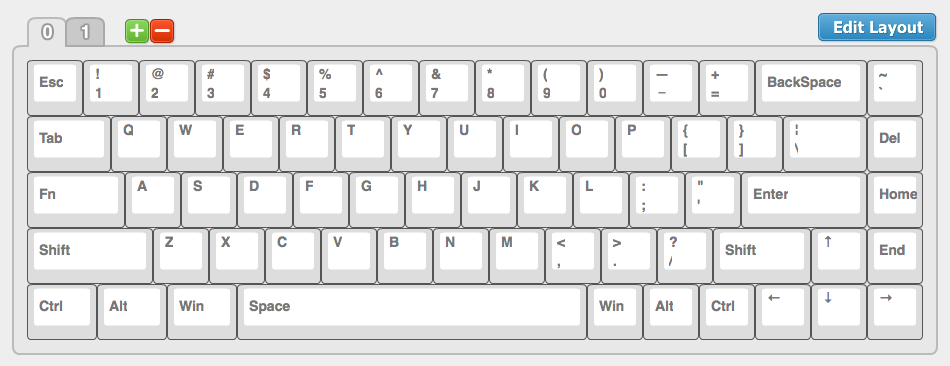 0 1 + − Edit Layout
Esc ! @ # $ % ^ & * ( ) — + BackSpace ~
1 2 3 4 5 6 7 8 9 0 − = `
Tab Q W E R T Y U I O P { } ¦ Del
[ ] \
Fn A S D F G H J K L : " Enter Home
; '
Shift Z X C V B N M < > ? Shift ↑ End
, . /
Ctrl Alt Win Space Win Alt Ctrl ← ↓ →